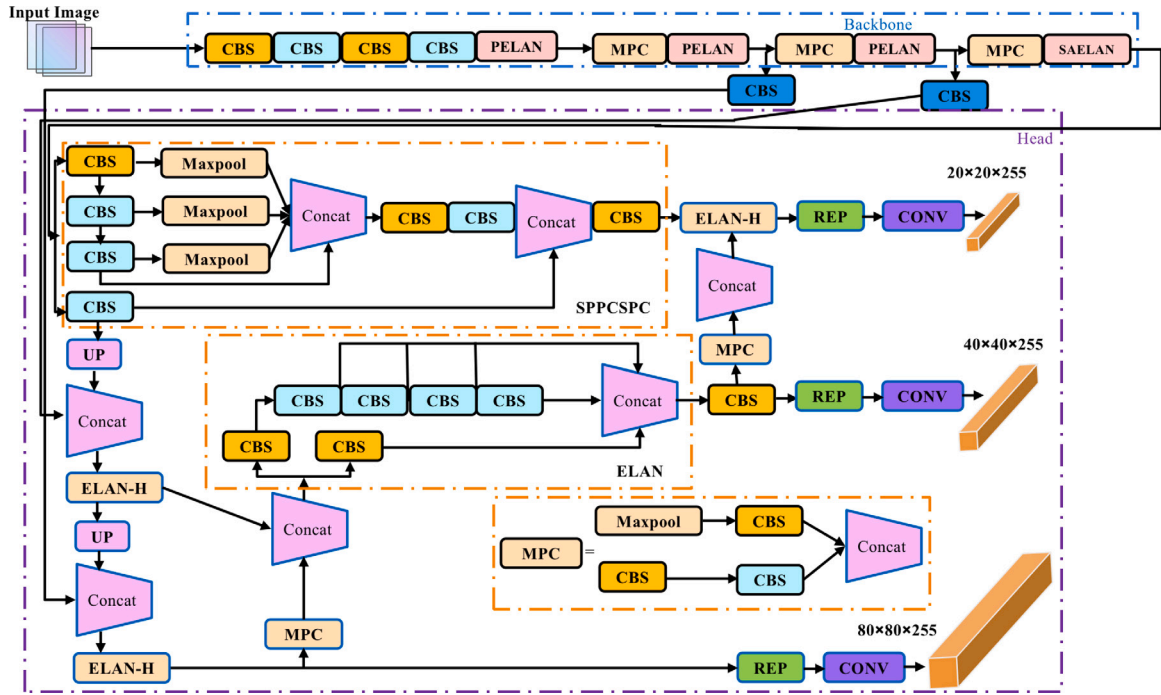 Input Image
Backbone
CBS CBS CBS CBS PELAN MPC PELAN MPC PELAN MPC SAELAN
CBS CBS
Head
CBS Maxpool
20×20×255
CBS Maxpool Concat CBS CBS Concat CBS ELAN-H REP CONV
CBS Maxpool
Concat
CBS SPPCSPC
UP MPC
40×40×255
CBS CBS CBS CBS Concat CBS REP CONV
Concat
CBS CBS
ELAN
ELAN-H
Concat
UP
Maxpool CBS
MPC = Concat
CBS CBS
Concat
MPC
80×80×255
ELAN-H REP CONV